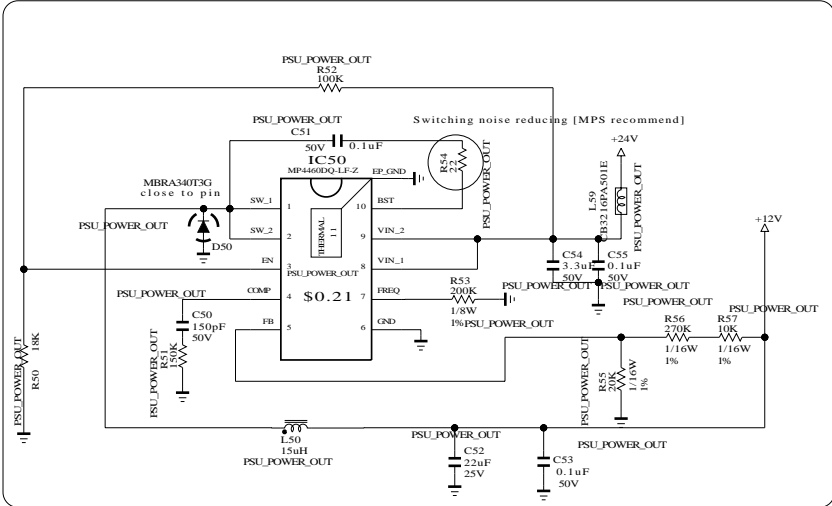 PSU_POWER_OUT
R52
100K
PSU_POWER_OUT
C51
50V
0.1uF
Switching noise reducing [MPS recommend]
R54
22
PSU_POWER_OUT
+24V
L59
CB3216PA501E
PSU_POWER_OUT
IC50
MP4460DQ-LF-Z
EP_GND
MBRA340T3G
close to pin
PSU_POWER_OUT
D50
SW_1
1
SW_2
2
EN
3
COMP
4
FB
5
THERMAL
11
PSU_POWER_OUT
$0.21
10
BST
9
VIN_2
8
VIN_1
7
FREQ
6
GND
+12V
C54
3.3uF
50V
C55
0.1uF
50V
PSU_POWER_OUT
PSU_POWER_OUT
PSU_POWER_OUT
PSU_POWER_OUT
R53
200K
1/8W
1%
PSU_POWER_OUT
PSU_POWER_OUT
C50
150pF
50V
R51
150K
PSU_POWER_OUT
18K
R50
PSU_POWER_OUT
R56
270K
1/16W
1%
R57
10K
1/16W
1%
R55
20K
1/16W
1%
PSU_POWER_OUT
L50
15uH
PSU_POWER_OUT
PSU_POWER_OUT
C52
22uF
25V
PSU_POWER_OUT
C53
0.1uF
50V